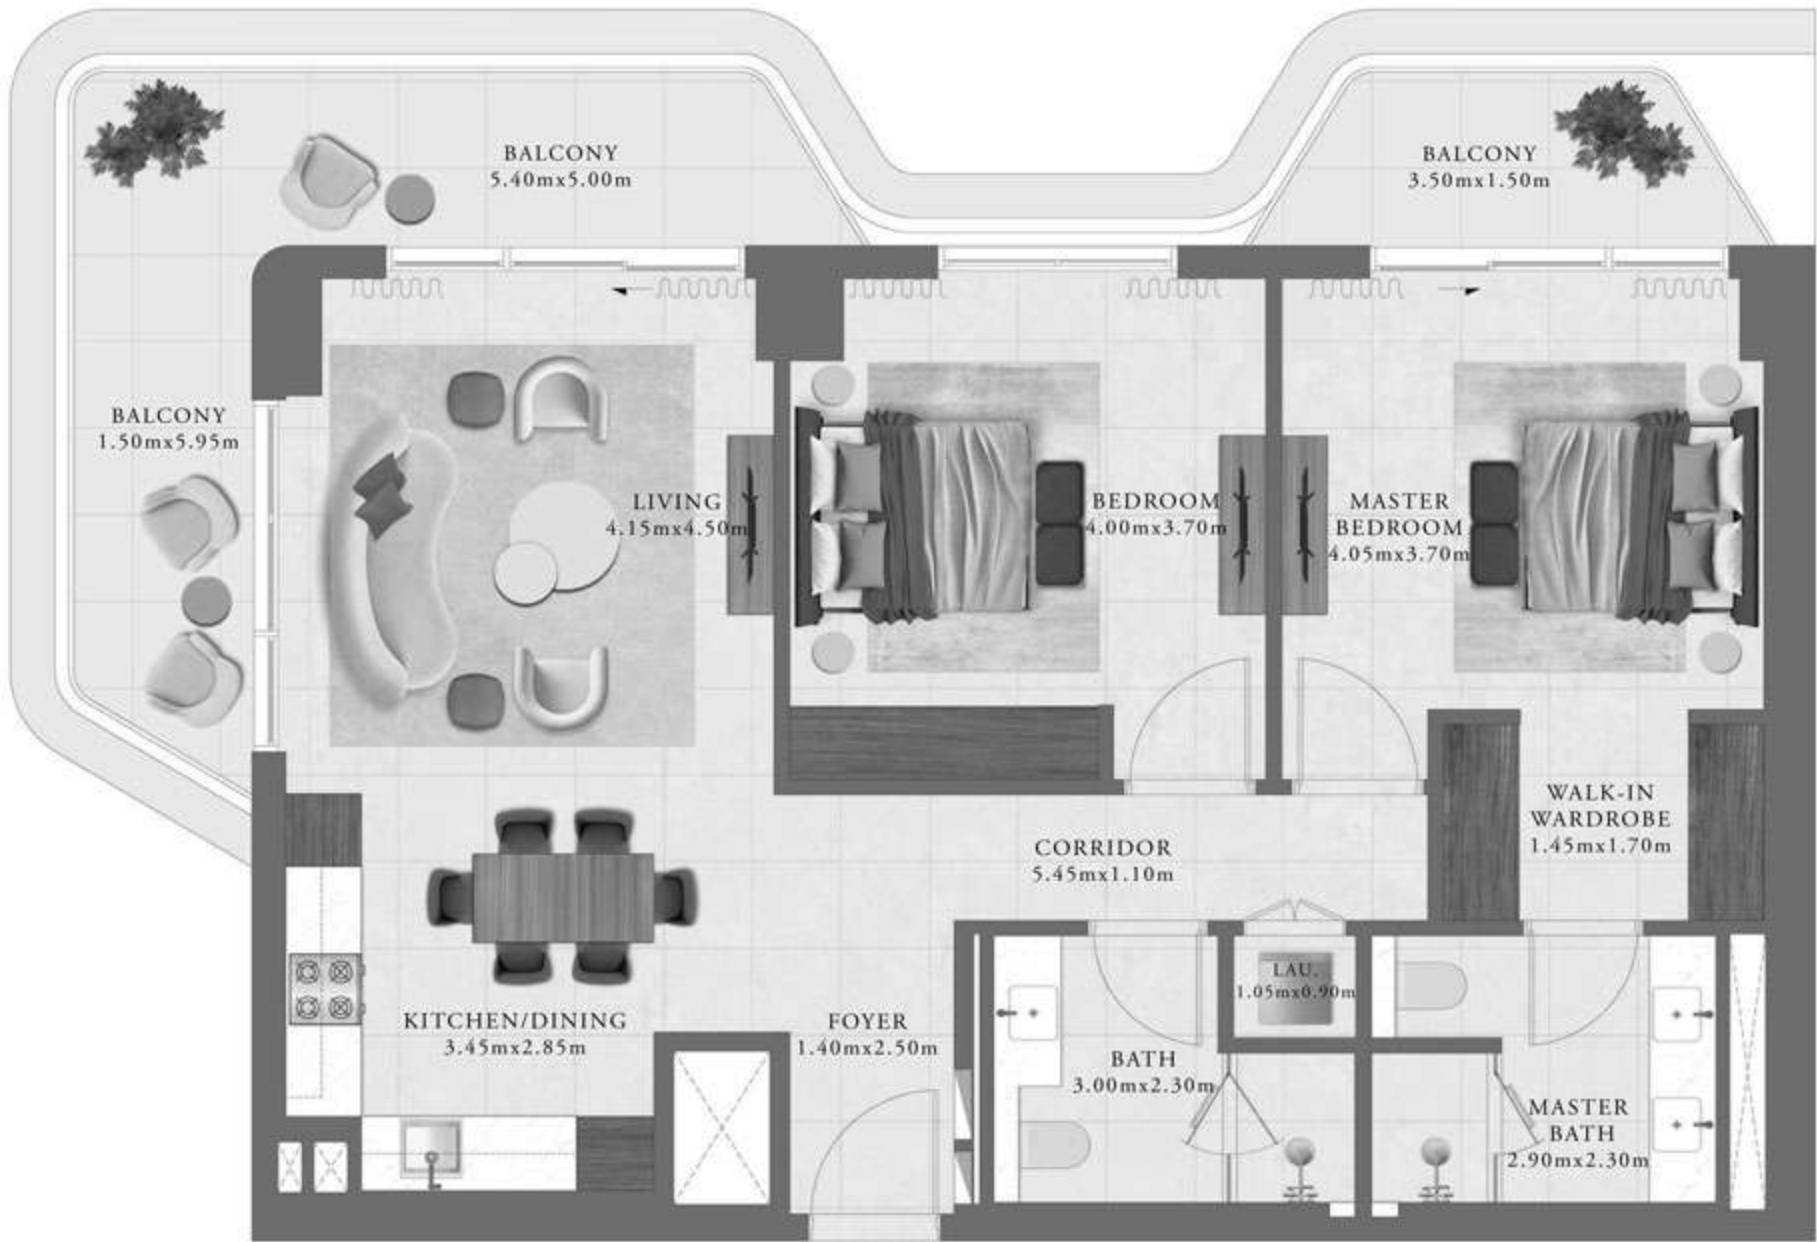 BALCONY
5.40mx5.00m
BALCONY
3.50mx1.50m
BALCONY
1.50mx5.95m
LIVING
4.15mx4.50m
BEDROOM
4.00mx3.70m
MASTER
BEDROOM
4.05mx3.70m
WALK-IN
WARDROBE
1.45mx1.70m
CORRIDOR
5.45mx1.10m
LAU.
1.05mx0.90m
KITCHEN/DINING
3.45mx2.85m
FOYER
1.40mx2.50m
BATH
3.00mx2.30m
MASTER
BATH
2.90mx2.30m